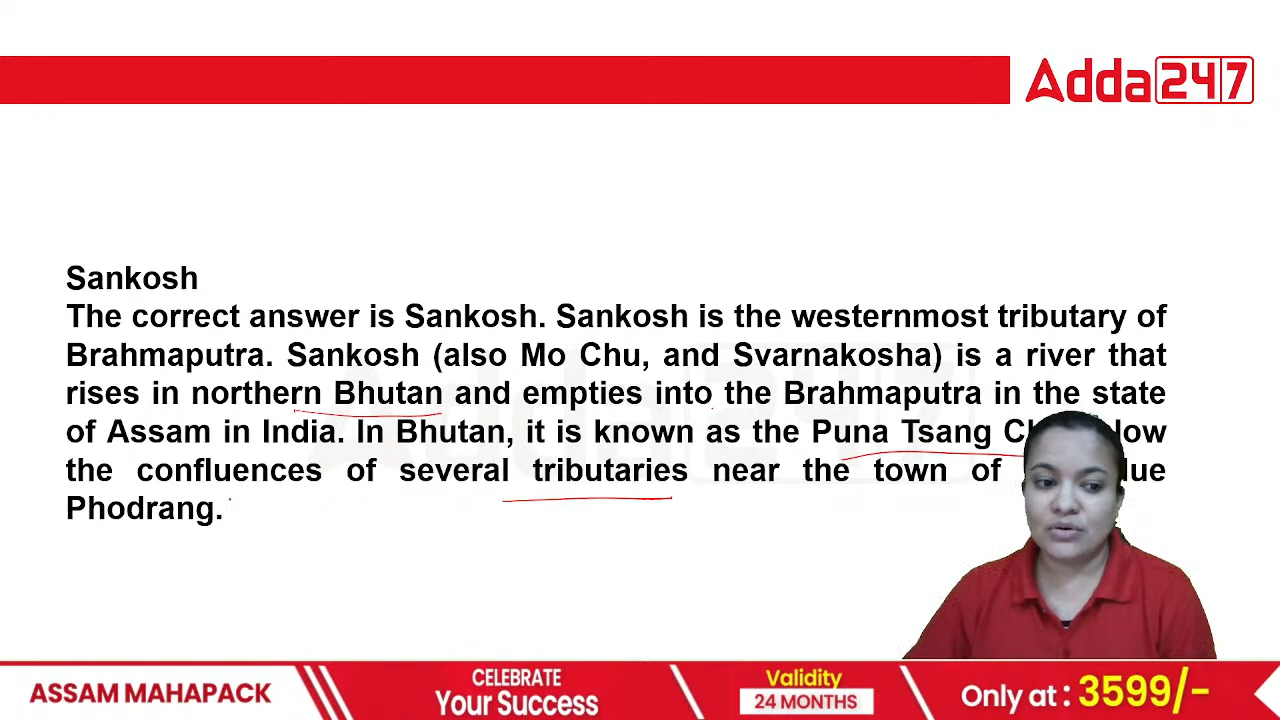 Adda247
Sankosh
The correct answer is Sankosh. Sankosh is the westernmost tributary of
Brahmaputra. Sankosh (also Mo Chu, and Svarnakosha) is a river that
rises in northern Bhutan and empties into the Brahmaputra in the state
of Assam in India. In Bhutan, it is known as the Puna Tsang
the confluences of several tributaries near the town of
Phodrang.
ASSAM MAHAPACK
CELEBRATE
Your Success
Validity
24 MONTHS
Only at : 3599/-